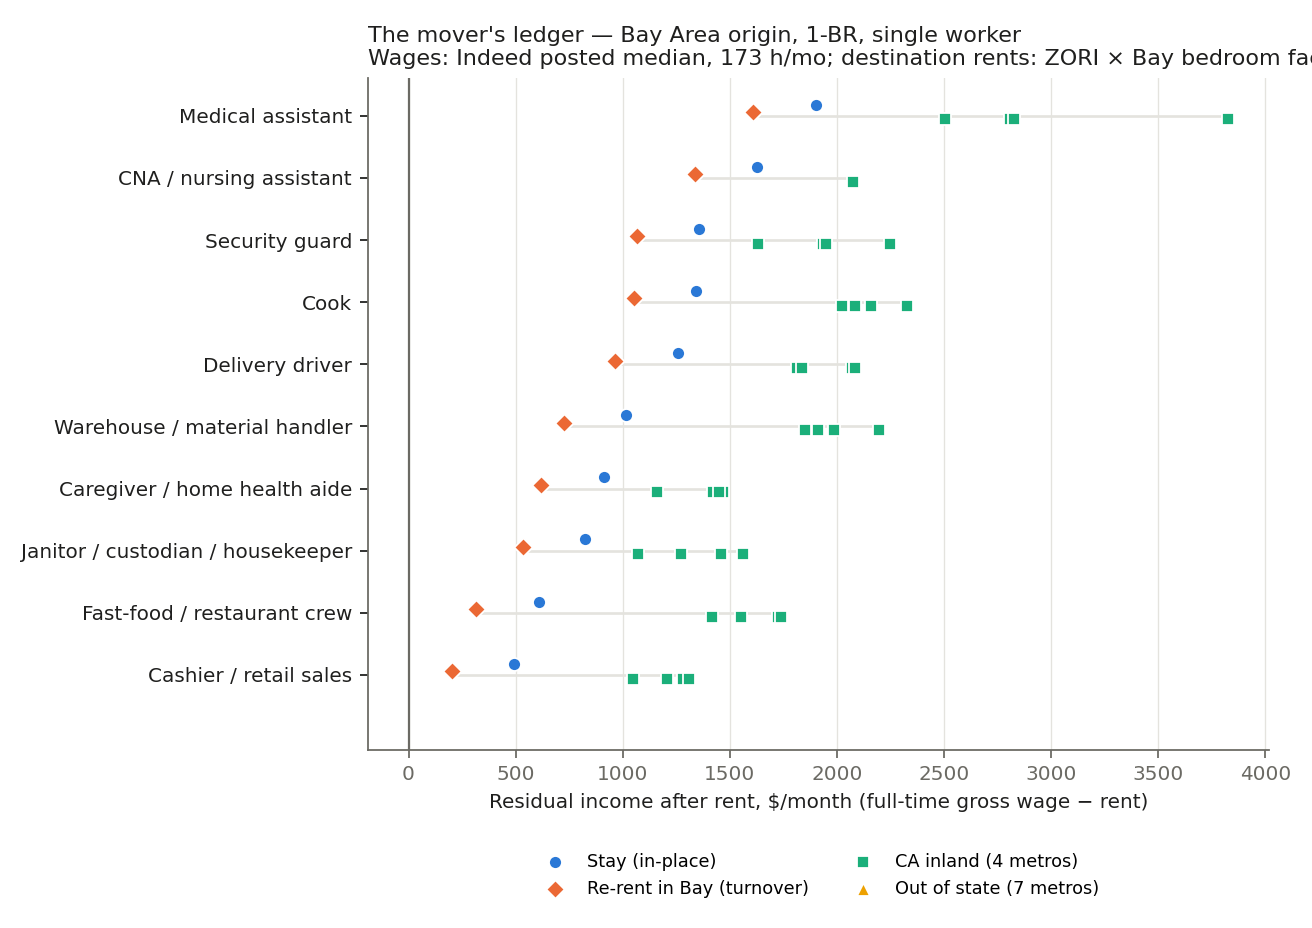 The mover's ledger — Bay Area origin, 1-BR, single worker
Wages: Indeed posted median, 173 h/mo; destination rents: ZORI × Bay bedroom
Medical assistant
CNA / nursing assistant
Security guard
Cook
Delivery driver
Warehouse / material handler
Caregiver / home health aide
Janitor / custodian / housekeeper
Fast-food / restaurant crew
Cashier / retail sales
0 500 1000 1500 2000 2500 3000 3500 4000
Residual income after rent, $/month (full-time gross wage − rent)
Stay (in-place)
Re-rent in Bay (turnover)
CA inland (4 metros)
Out of state (7 metros)